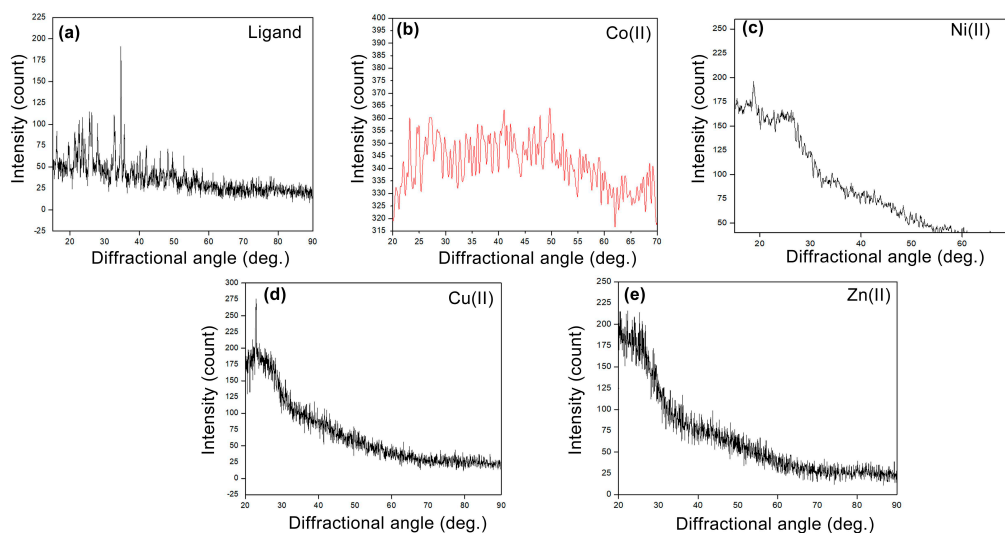 (a) Ligand
Intensity (count)
225
200
175
150
125
100
75
50
25
0
-25
20 30 40 50 60 70 80 90
Diffractional angle (deg.)
(b) Co(II)
Intensity (count)
400
395
390
385
380
375
370
365
360
355
350
345
340
335
330
325
320
315
20 25 30 35 40 45 50 55 60 65 70
Diffractional angle (deg.)
(c) Ni(II)
Intensity (count)
250
200
150
100
50
20 30 40 50 60
Diffractional angle (deg.)
(d) Cu(II)
Intensity (count)
300
275
250
225
200
175
150
125
100
75
50
25
0
-25
20 30 40 50 60 70 80 90
Diffractional angle (deg.)
(e) Zn(II)
Intensity (count)
250
225
200
175
150
125
100
75
50
25
0
20 30 40 50 60 70 80 90
Diffractional angle (deg.)